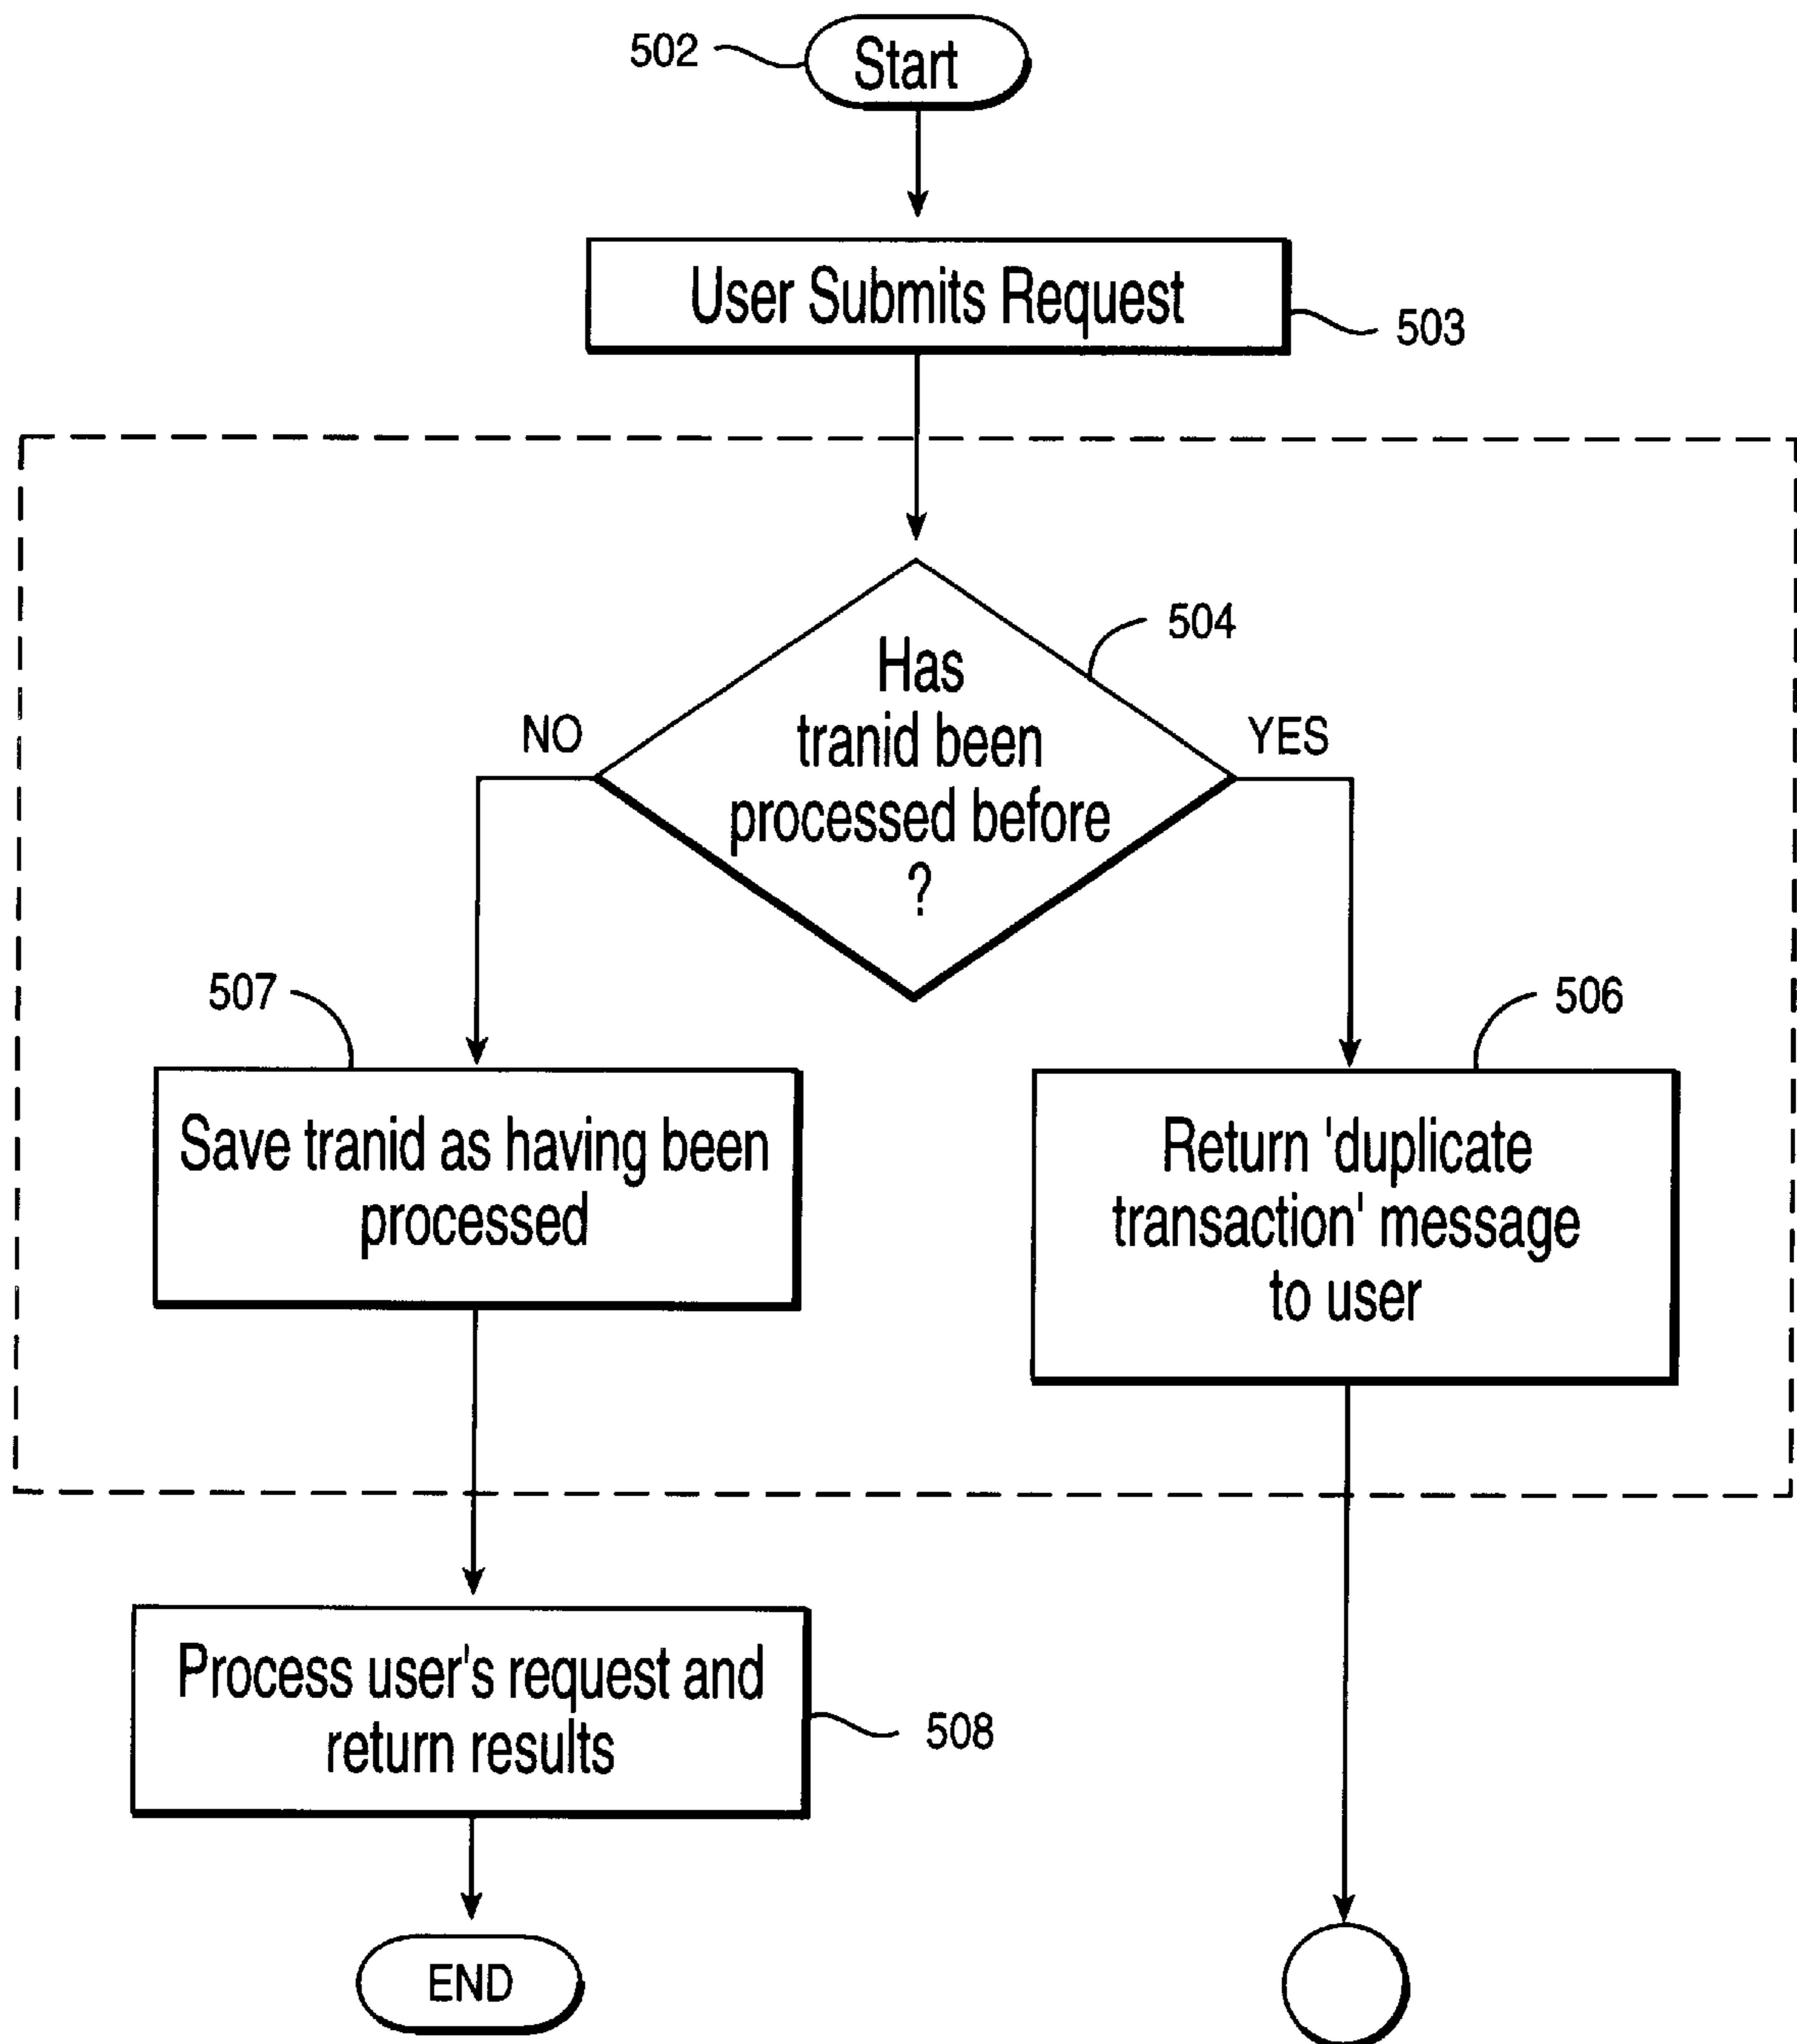 502
Start
User Submits Request
503
504
Has
tranid been
processed before
?
NO
YES
507
506
Save tranid as having been
processed
Return 'duplicate
transaction' message
to user
Process user's request and
return results
508
END